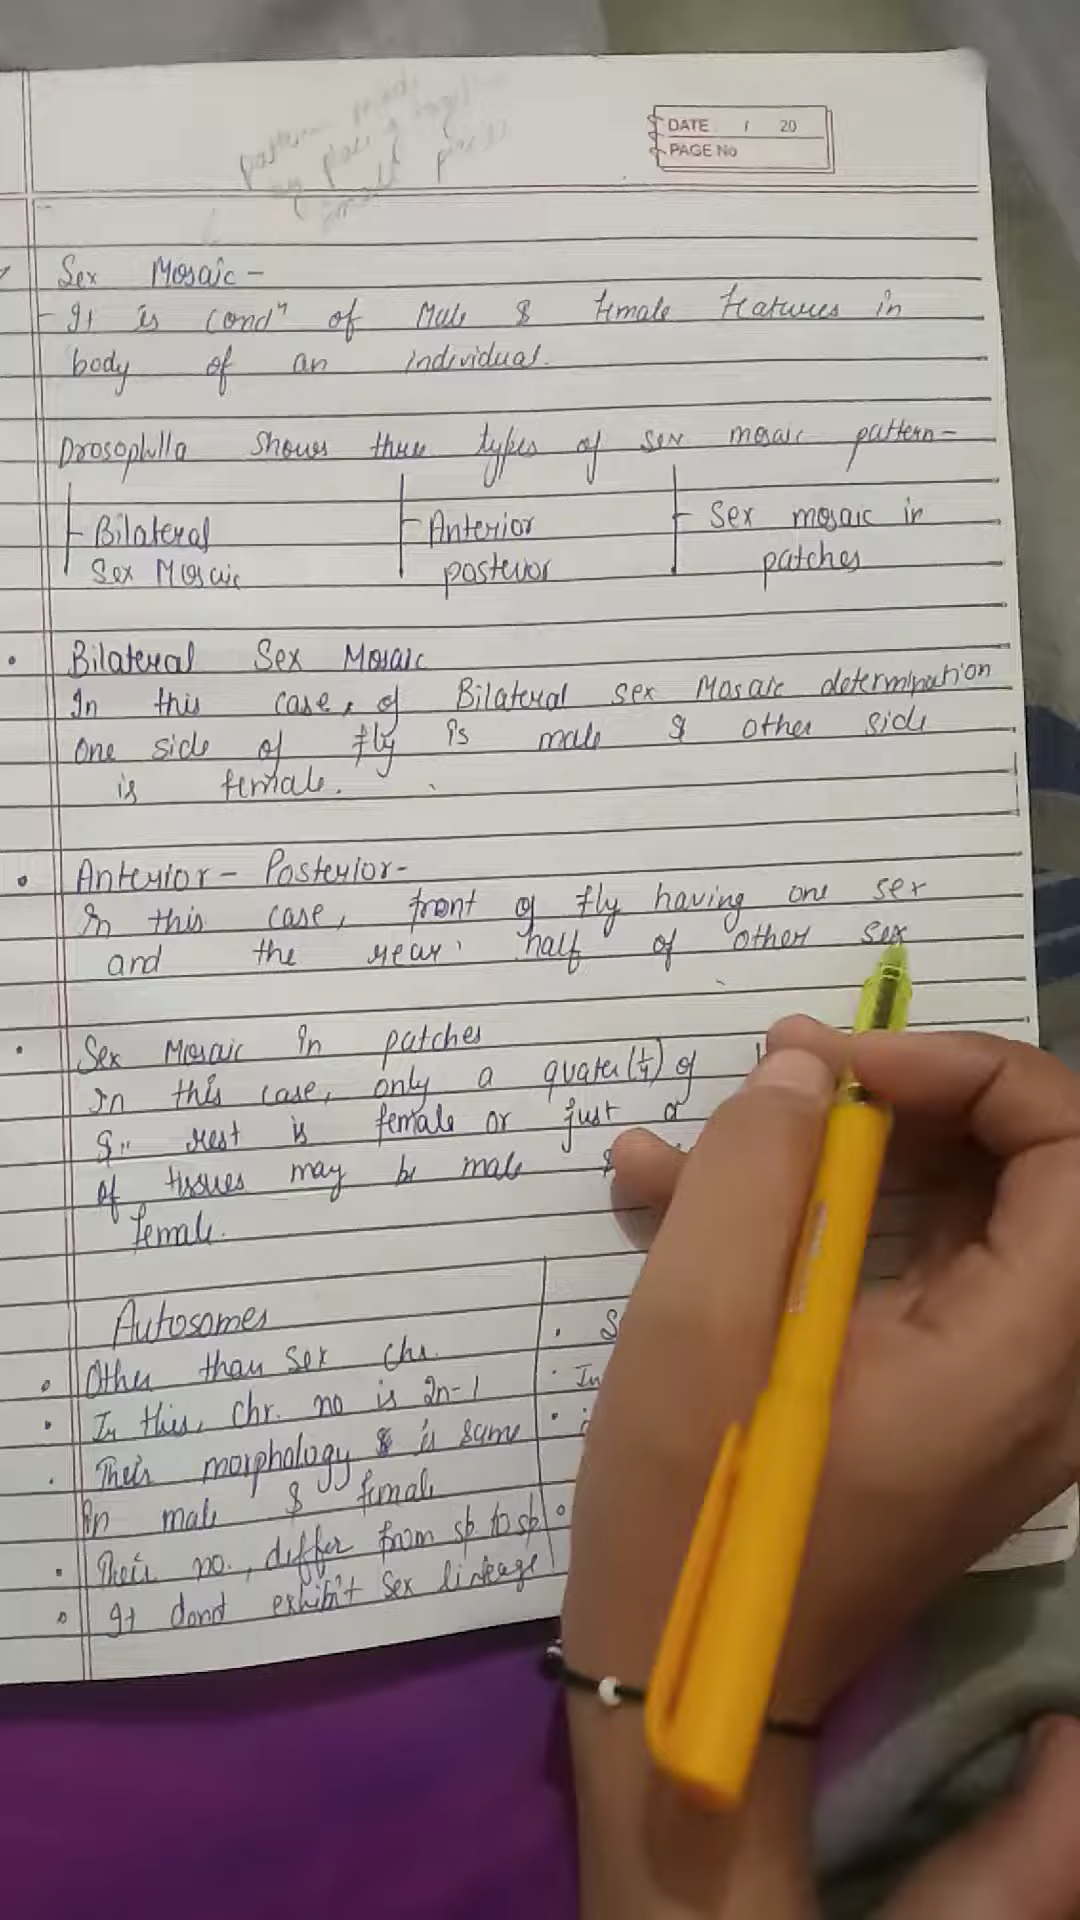 DATE / 20
PAGE No
Sex Mosaic -
- It is condn of Male & female features in
body of an individual.
Drosophilla shows three types of sex mosaic pattern -
Bilateral Sex Mosaic
Anterior posterior
Sex mosaic in patches
Bilateral Sex Mosaic
In this case, of Bilateral sex Mosaic determination
one side of fly is male & other side
is female.
Anterior - Posterior -
In this case, front of fly having one sex
and the rear half of other sex
Sex Mosaic in patches
In this case, only a quater (1/4) of
& rest is female or just a
of tissues may be male &
female.
Autosomes
Other than sex chr.
In this, chr. no is 2n-1
Their morphology is same
in male & female
Their no., differ from sp to sp
It dond exhibit sex linkage
In